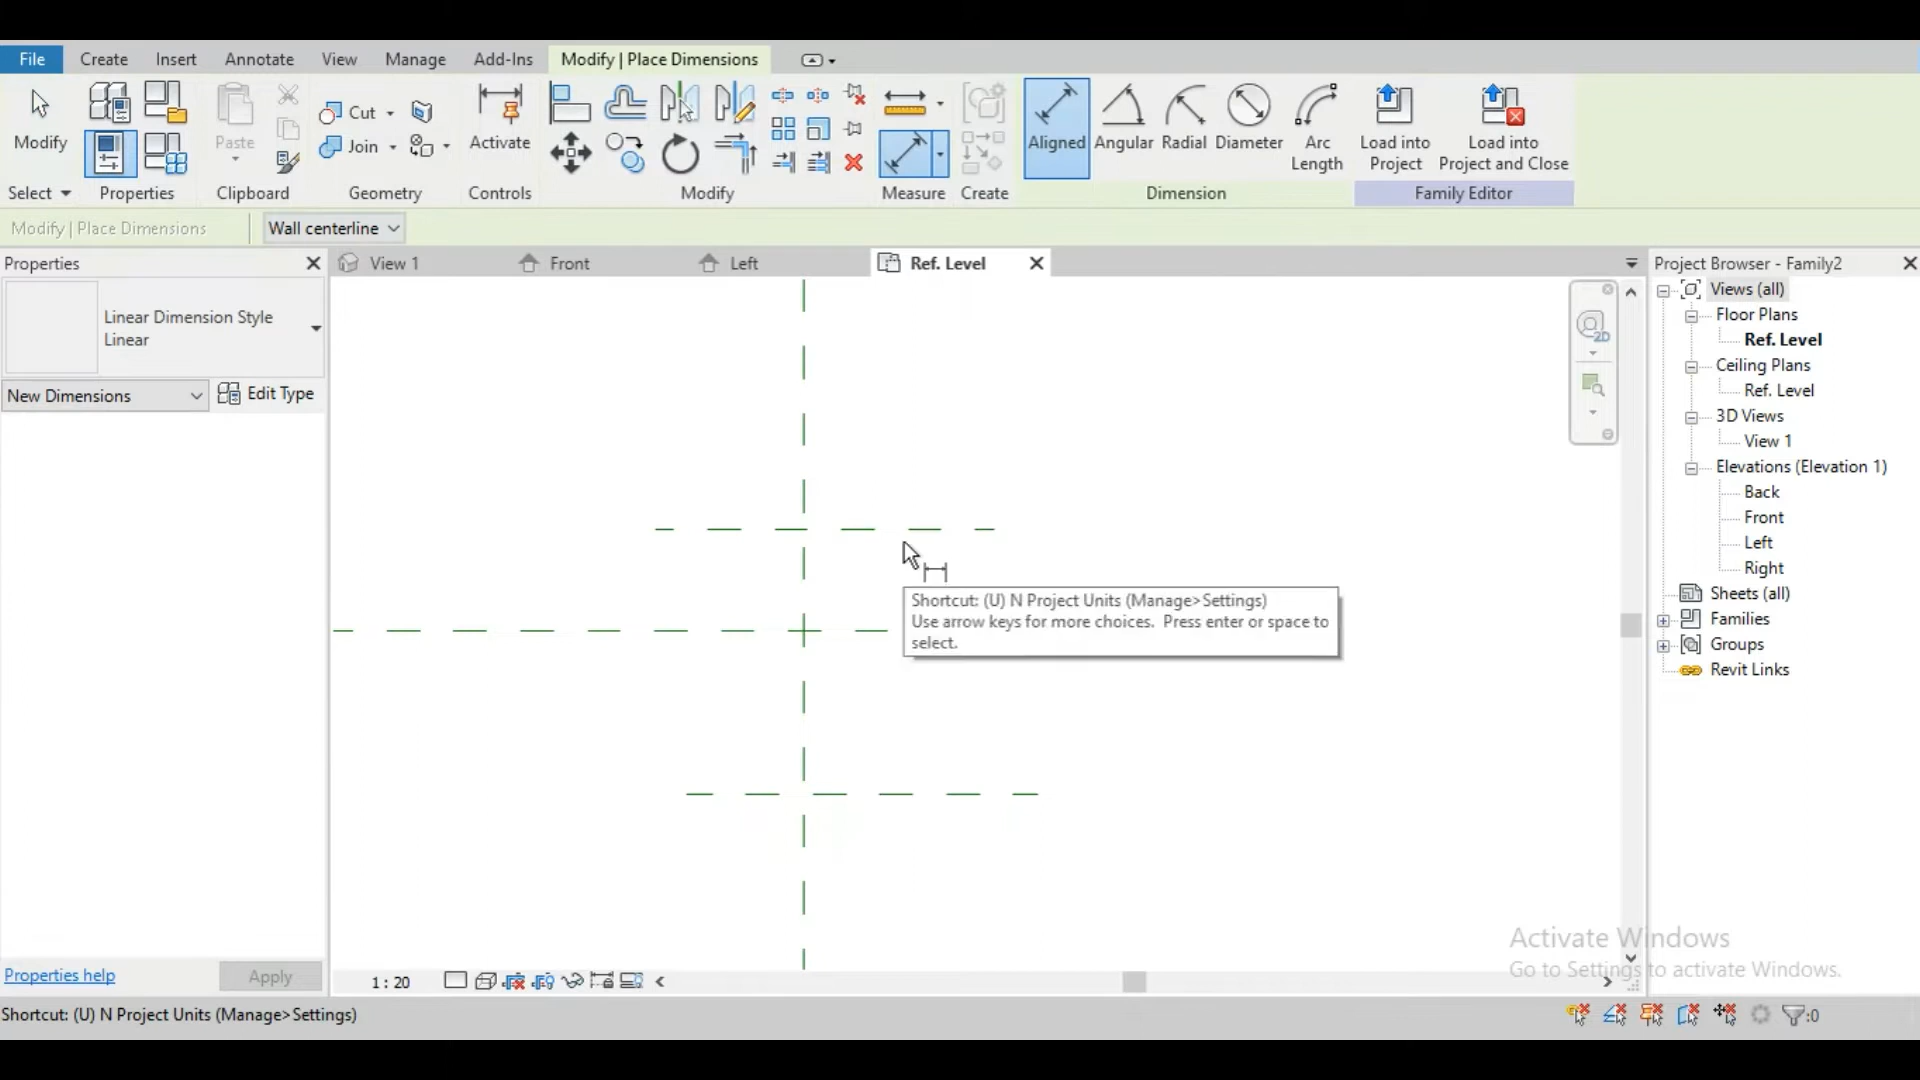 File Create Insert Annotate View Manage Add-Ins Modify | Place Dimensions
Modify
Paste
Cut
Join
Activate
Aligned Angular Radial Diameter Arc Length
Load into Project
Load into Project and Close
Select Properties Clipboard Geometry Controls Modify Measure Create Dimension Family Editor
Modify | Place Dimensions Wall centerline
Properties
View 1 Front Left Ref. Level
Project Browser - Family2
Linear Dimension Style
Linear
New Dimensions Edit Type
2D
Views (all)
Floor Plans
Ref. Level
Ceiling Plans
Ref. Level
3D Views
View 1
Elevations (Elevation 1)
Back
Front
Left
Right
Sheets (all)
Families
Groups
Revit Links
Shortcut: (U) N Project Units (Manage>Settings)
Use arrow keys for more choices. Press enter or space to
select.
Activate Windows
Go to Settings to activate Windows.
Properties help Apply
1 : 20
Shortcut: (U) N Project Units (Manage>Settings)
:0